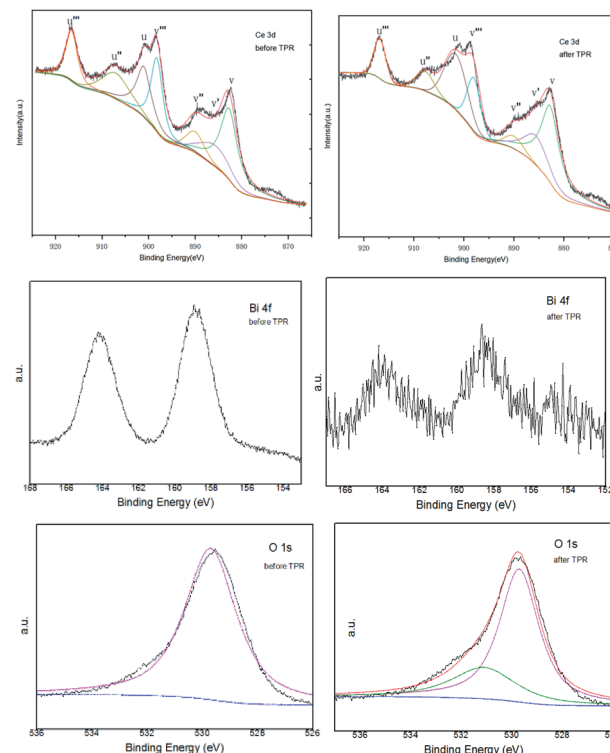 u'''
u''
u
v'''
v''
v'
v
Ce 3d
before TPR
Intensity(a.u.)
920 910 900 890 880 870
Binding Energy(eV)
u'''
u''
u
v'''
v''
v'
v
Ce 3d
after TPR
Intensity(a.u.)
920 910 900 890 880
Binding Energy(eV)
Bi 4f
before TPR
a.u.
168 166 164 162 160 158 156 154
Binding Energy (eV)
Bi 4f
after TPR
a.u.
166 164 162 160 158 156 154
Binding Energy (eV)
O 1s
before TPR
a.u.
536 534 532 530 528 526
Binding Energy (eV)
O 1s
after TPR
a.u.
536 534 532 530 528
Binding Energy (eV)